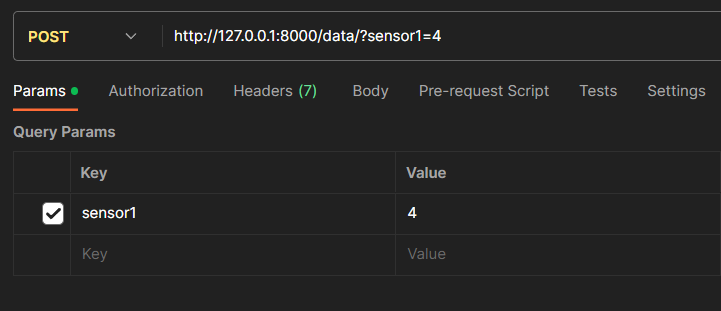 POST http://127.0.0.1:8000/data/?sensor1=4
Params Authorization Headers (7) Body Pre-request Script Tests Settings
Query Params
Key Value
sensor1 4
Key Value